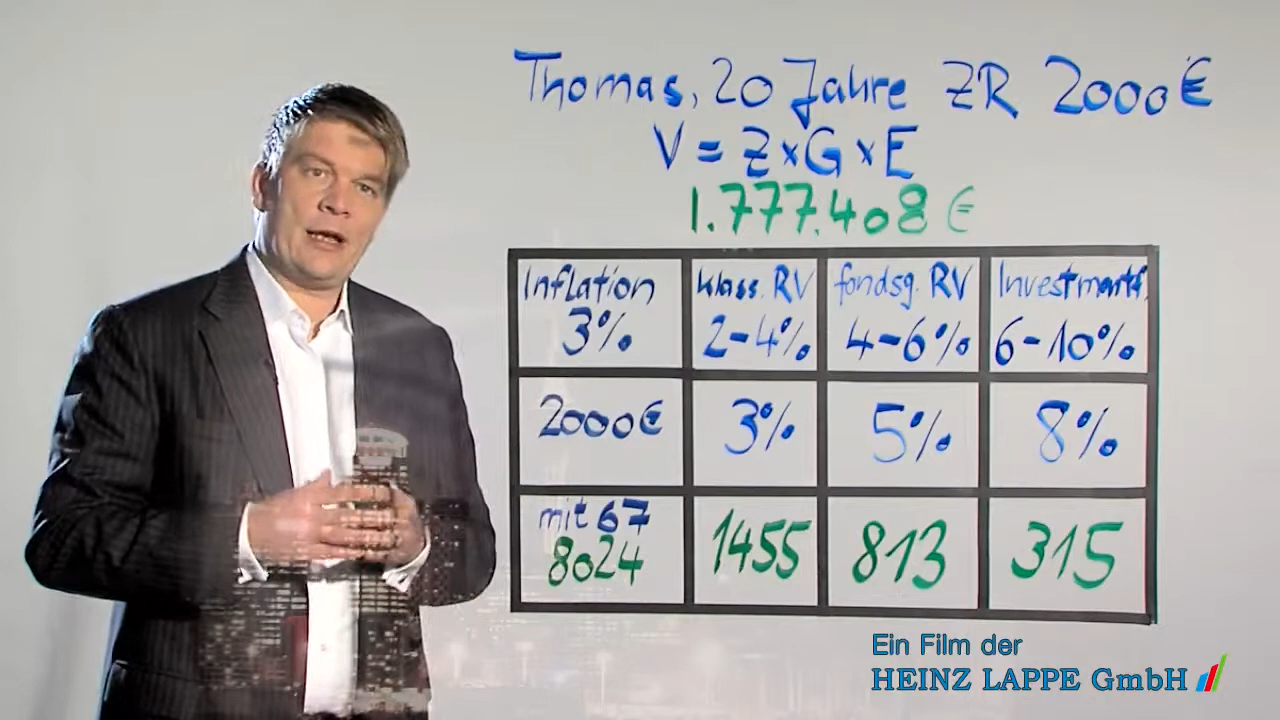 Thomas, 20 Jahre ZR 2000 €
V = Z x G x E
1.777.408 €
Inflation 3%
klass. RV 2-4%
fondsg. RV 4-6%
Investmentf. 6-10%
2000 €
3%
5%
8%
mit 67 8024
1455
813
315
Ein Film der
HEINZ LAPPE GmbH